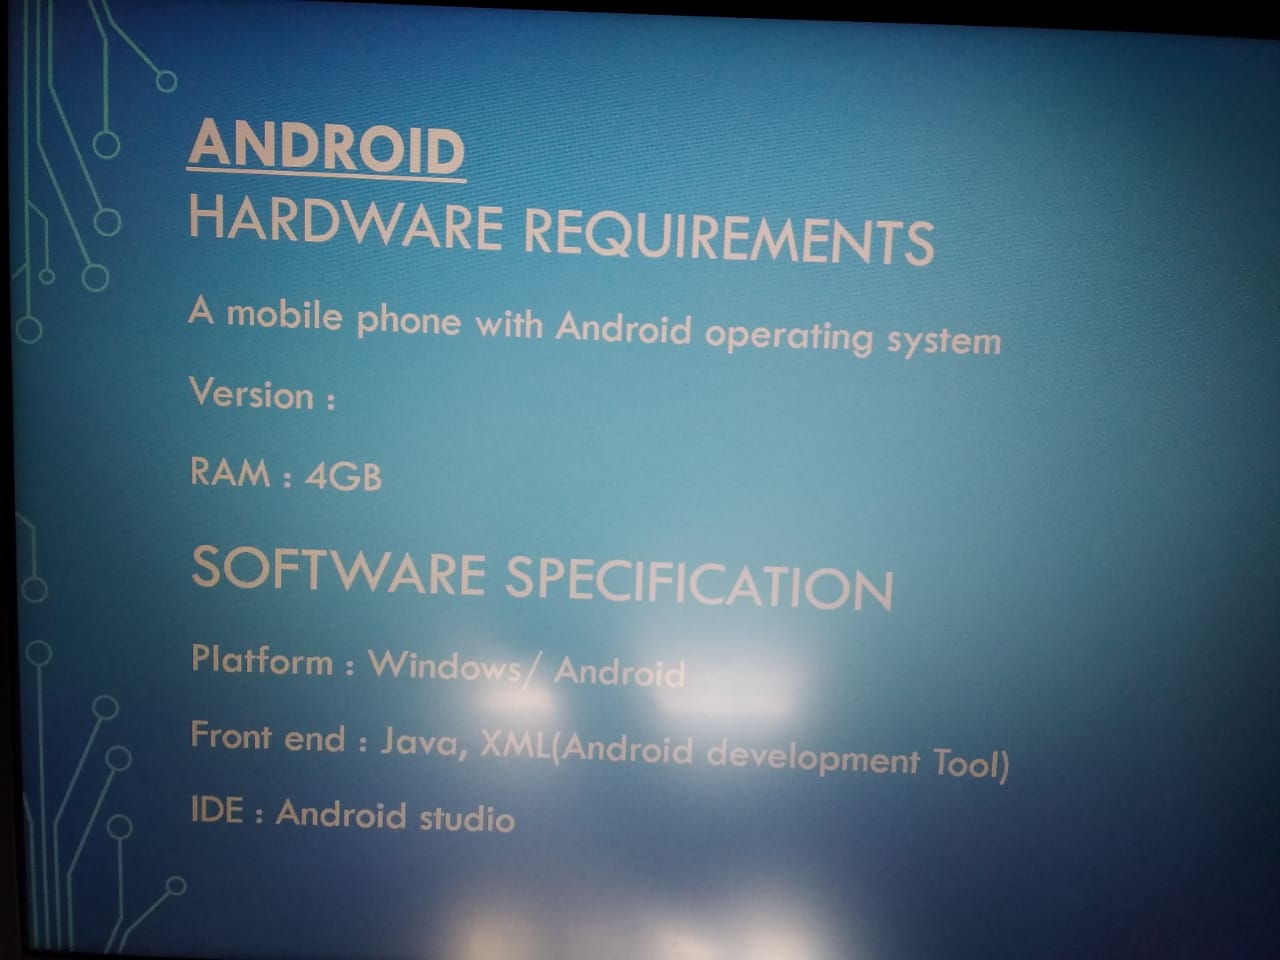 ANDROID
HARDWARE REQUIREMENTS
A mobile phone with Android operating system
Version :
RAM : 4GB
SOFTWARE SPECIFICATION
Platform : Windows/ Android
Front end : Java, XML(Android development Tool)
IDE : Android studio